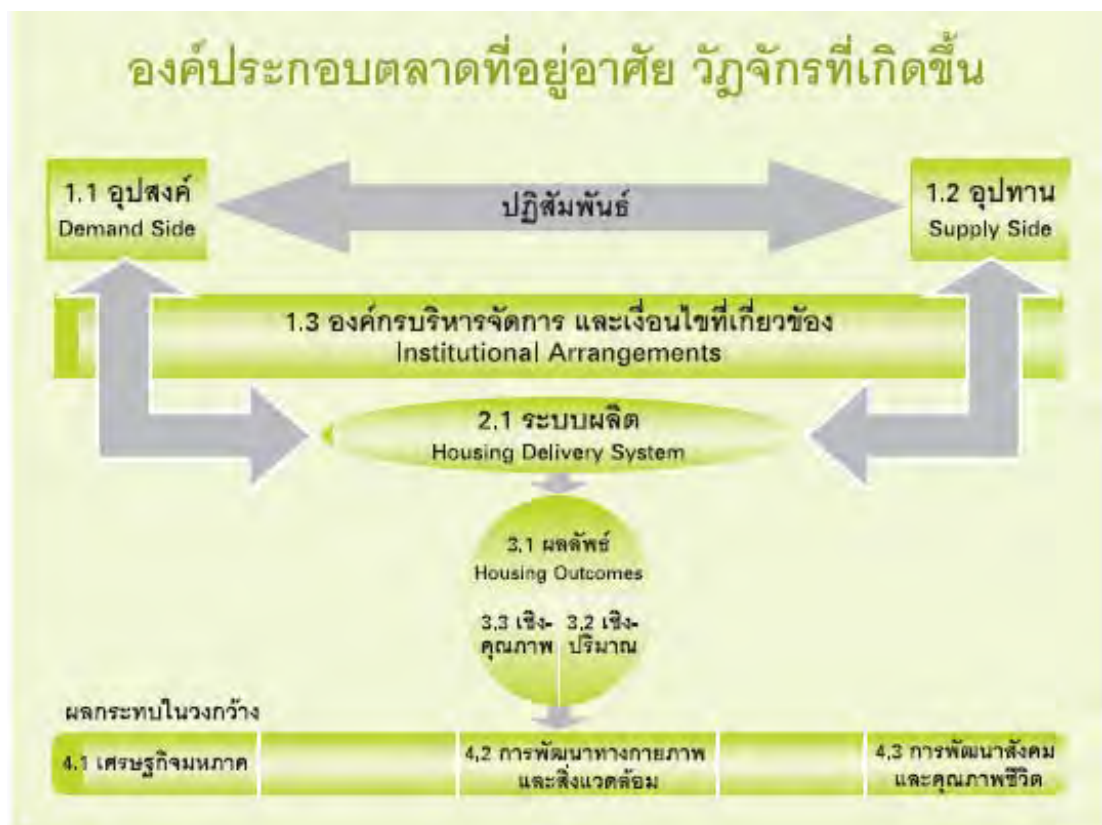 องค์ประกอบตลาดที่อยู่อาศัย วัฏจักรที่เกิดขึ้น
1.1 อุปสงค์
Demand Side
ปฏิสัมพันธ์
1.2 อุปทาน
Supply Side
1.3 องค์กรบริหารจัดการ และเงื่อนไขที่เกี่ยวข้อง
Institutional Arrangements
2.1 ระบบผลิต
Housing Delivery System
3.1 ผลลัพธ์
Housing Outcomes
3.3 เชิง-
คุณภาพ
3.2 เชิง-
ปริมาณ
ผลกระทบในวงกว้าง
4.1 เศรษฐกิจมหภาค
4.2 การพัฒนาทางกายภาพ
และสิ่งแวดล้อม
4.3 การพัฒนาสังคม
และคุณภาพชีวิต